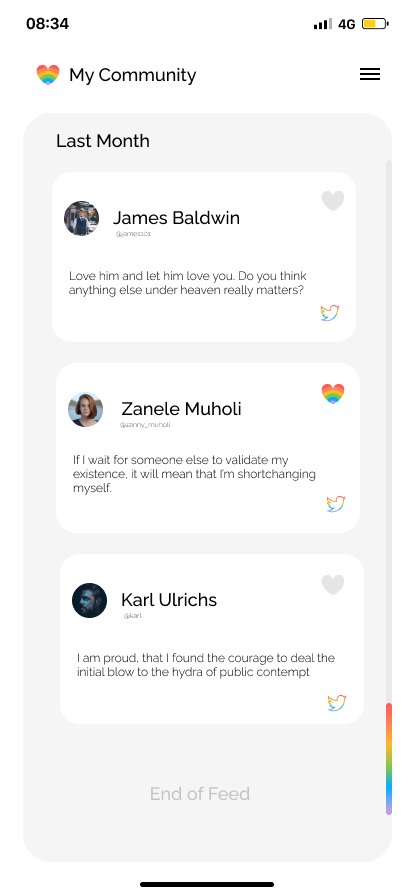 08:34
4G
My Community
Last Month
James Baldwin
@james101
Love him and let him love you. Do you think
anything else under heaven really matters?
Zanele Muholi
@zanny_muholi
If I wait for someone else to validate my
existence, it will mean that I'm shortchanging
myself.
Karl Ulrichs
@karl
I am proud, that I found the courage to deal the
initial blow to the hydra of public contempt
End of Feed